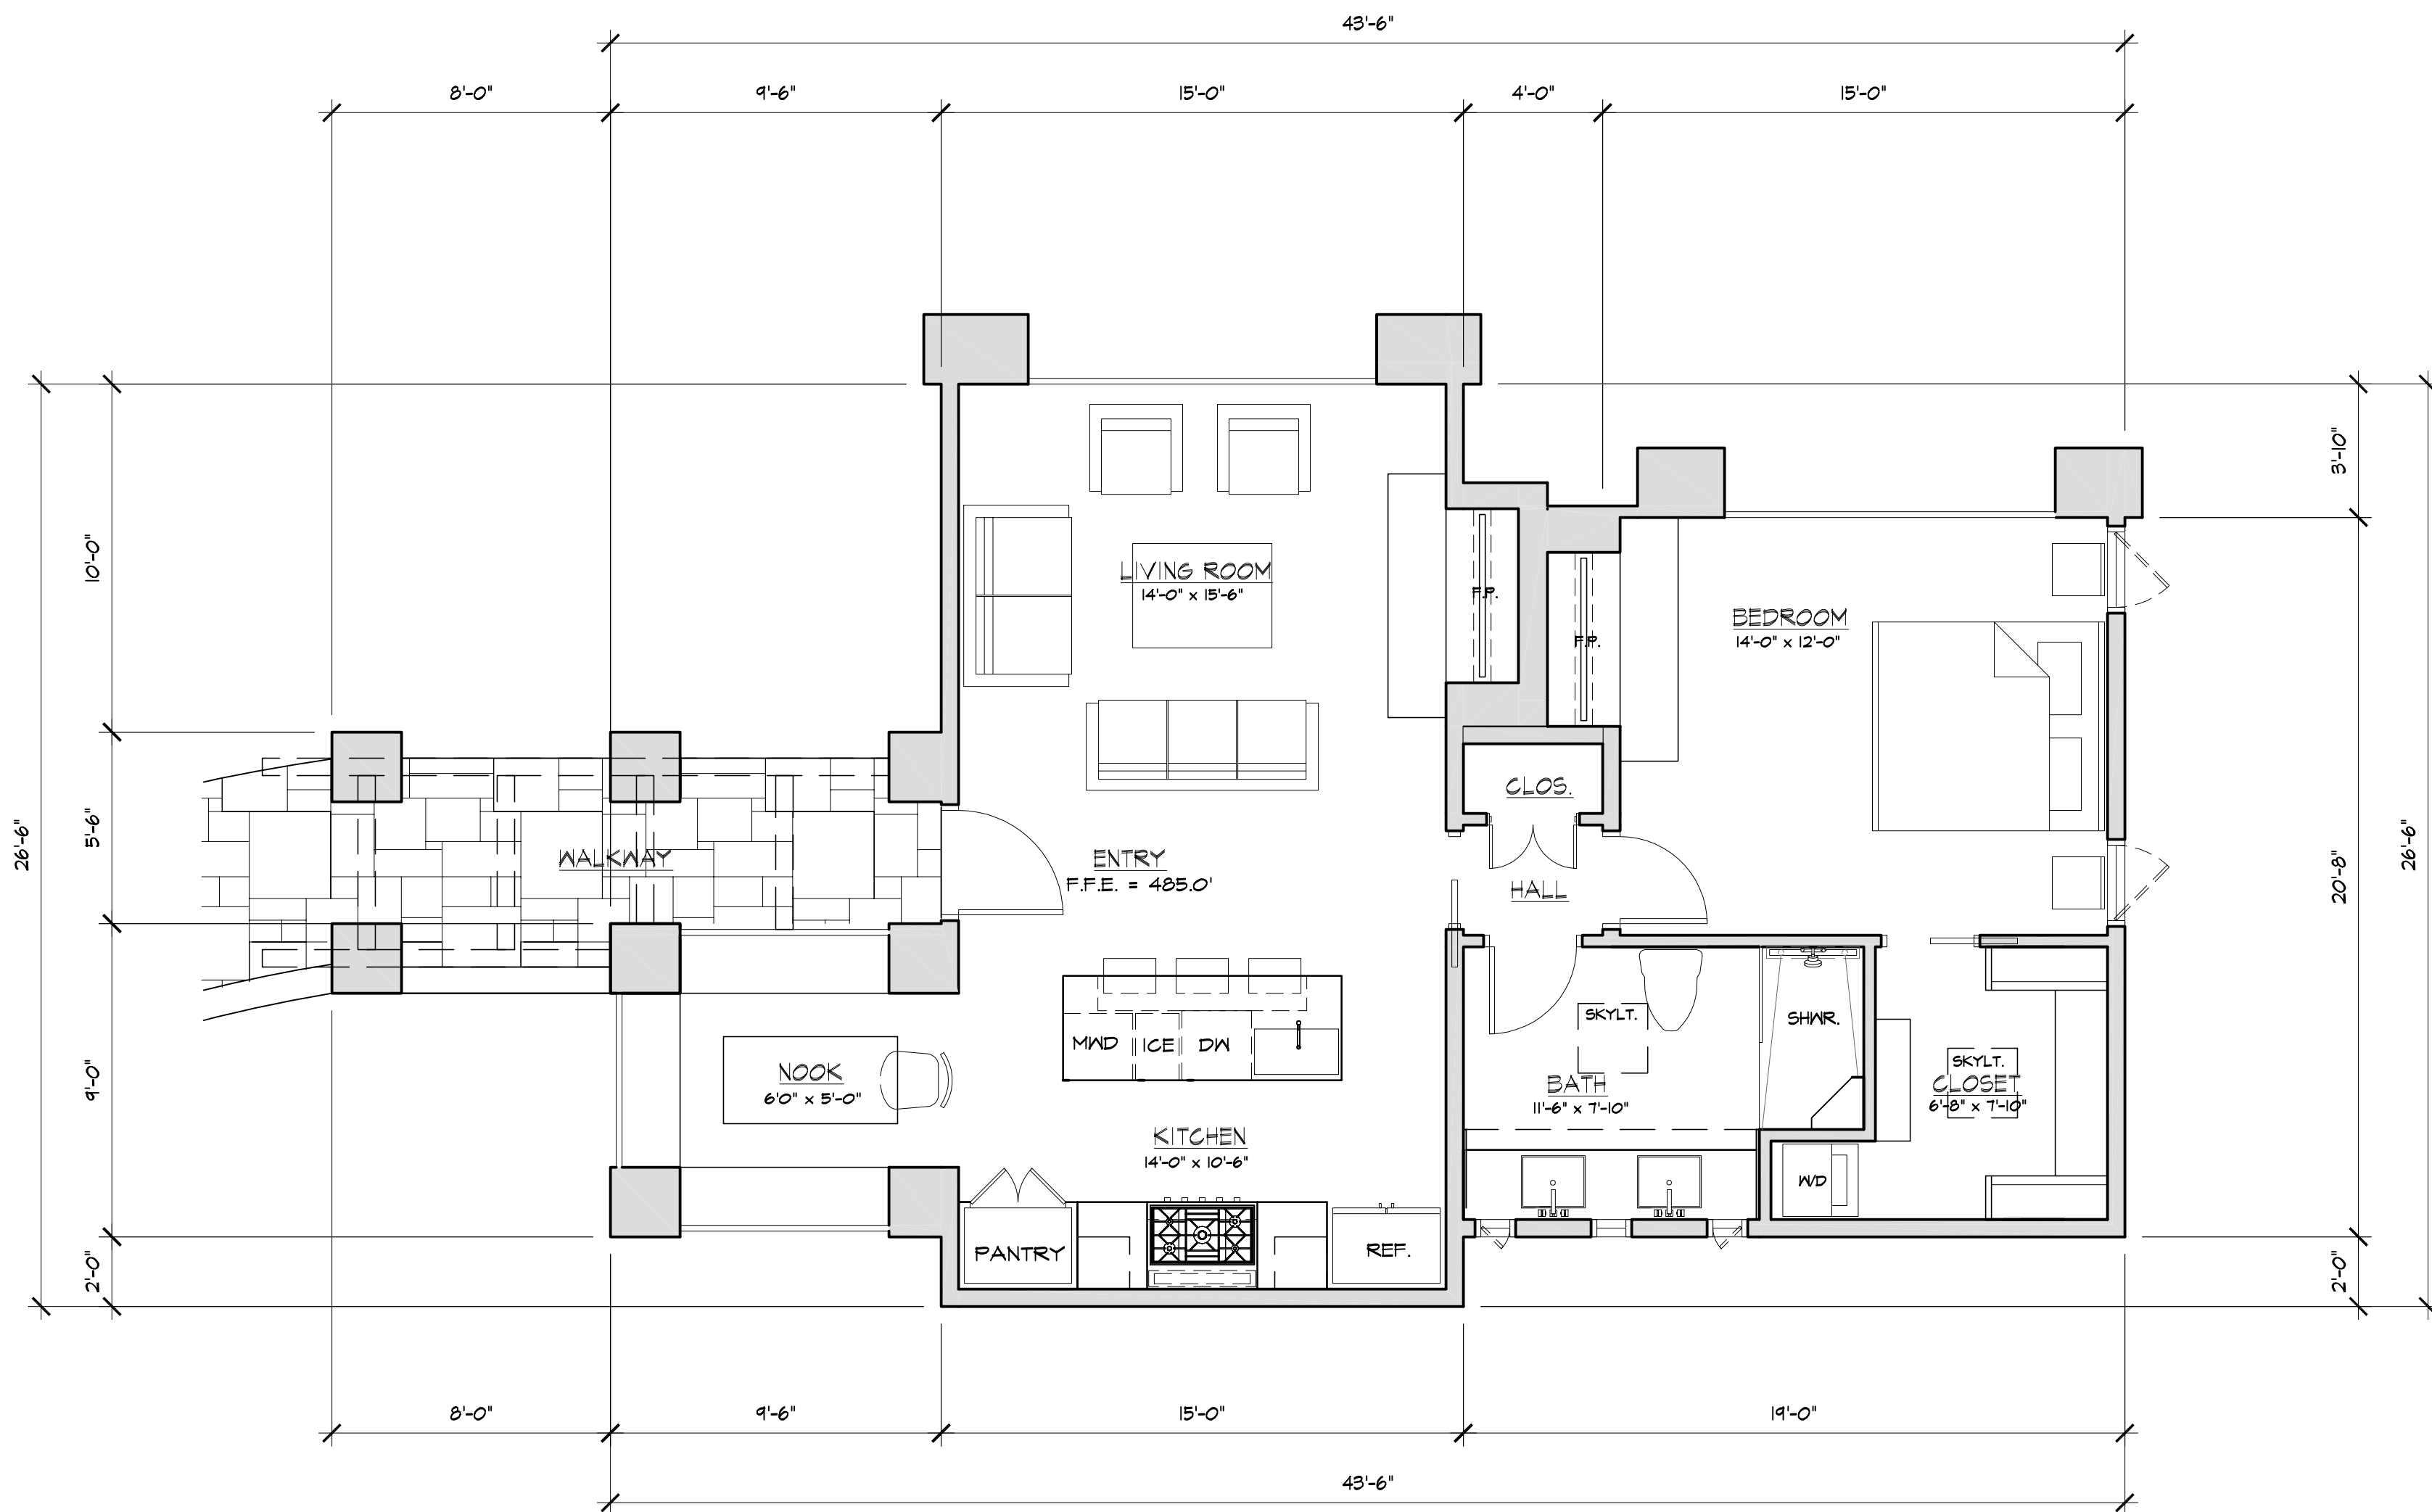 43'-6"
8'-0"
9'-6"
15'-0"
4'-0"
15'-0"
3'-10"
10'-0"
LIVING ROOM
14'-0" x 15'-6"
F.P.
F.P.
BEDROOM
14'-0" x 12'-0"
CLOS.
26'-6"
5'-6"
WALKWAY
ENTRY
F.F.E. = 485.0'
HALL
20'-8"
26'-6"
9'-0"
NOOK
6'0" x 5'-0"
MWD
ICE
DW
SKYLT.
SHWR.
BATH
11'-6" x 7'-10"
SKYLT.
CLOSET
6'-8" x 7'-10"
KITCHEN
14'-0" x 10'-6"
W/D
PANTRY
REF.
2'-0"
2'-0"
8'-0"
9'-6"
15'-0"
19'-0"
43'-6"